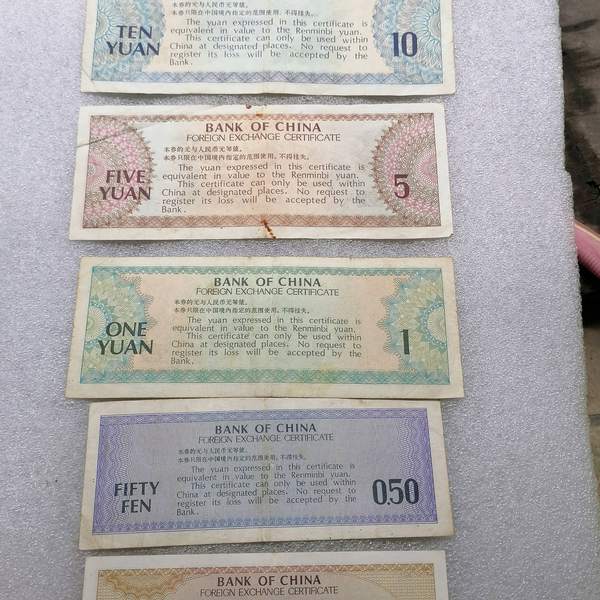 本券的元与人民币元等值。
本券只限在中国境内指定的范围使用,不得挂失。
TEN
YUAN
The yuan expressed in this certificate is
equivalent in value to the Renminbi yuan.
This certificate can only be used within
China at designated places. No request to
register its loss will be accepted by the
Bank.
10
BANK OF CHINA
FOREIGN EXCHANGE CERTIFICATE
本券的元与人民币元等值。
本券只限在中国境内指定的范围使用,不得挂失。
FIVE
YUAN
The yuan expressed in this certificate is
equivalent in value to the Renminbi yuan.
This certificate can only be used within
China at designated places. No request to
register its loss will be accepted by the
Bank.
5
BANK OF CHINA
FOREIGN EXCHANGE CERTIFICATE
本券的元与人民币元等值。
本券只限在中国境内指定的范围使用,不得挂失。
ONE
YUAN
The yuan expressed in this certificate is
equivalent in value to the Renminbi yuan.
This certificate can only be used within
China at designated places. No request to
register its loss will be accepted by the
Bank.
1
BANK OF CHINA
FOREIGN EXCHANGE CERTIFICATE
本券的元与人民币元等值。
本券只限在中国境内指定的范围使用,不得挂失。
FIFTY
FEN
The yuan expressed in this certificate is
equivalent in value to the Renminbi yuan.
This certificate can only be used within
China at designated places. No request to
register its loss will be accepted by the
Bank.
0.50
BANK OF CHINA
FOREIGN EXCHANGE CERTIFICATE